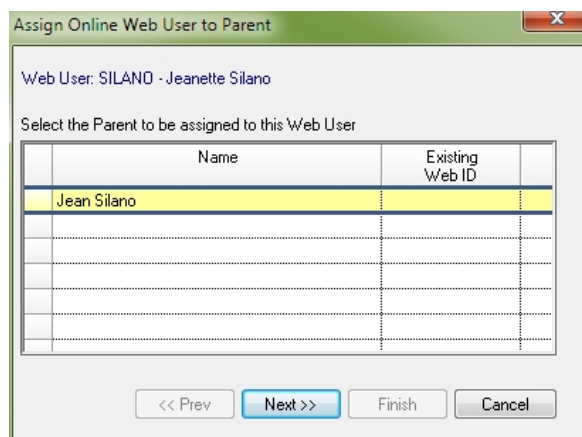 Assign Online Web User to Parent
Web User: SILANO - Jeanette Silano
Select the Parent to be assigned to this Web User
Name Existing
Web ID
Jean Silano
<< Prev Next >> Finish Cancel